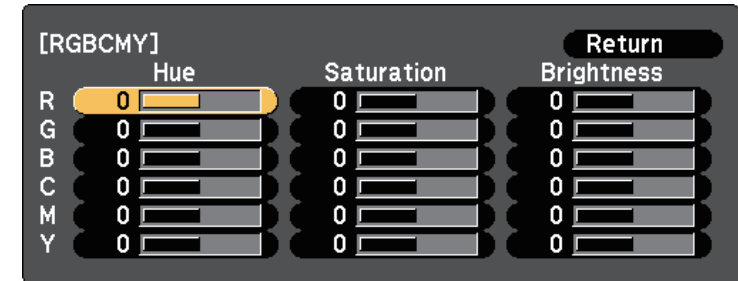 [RGBCMY] Return
Hue Saturation Brightness
R 0 0 0
G 0 0 0
B 0 0 0
C 0 0 0
M 0 0 0
Y 0 0 0